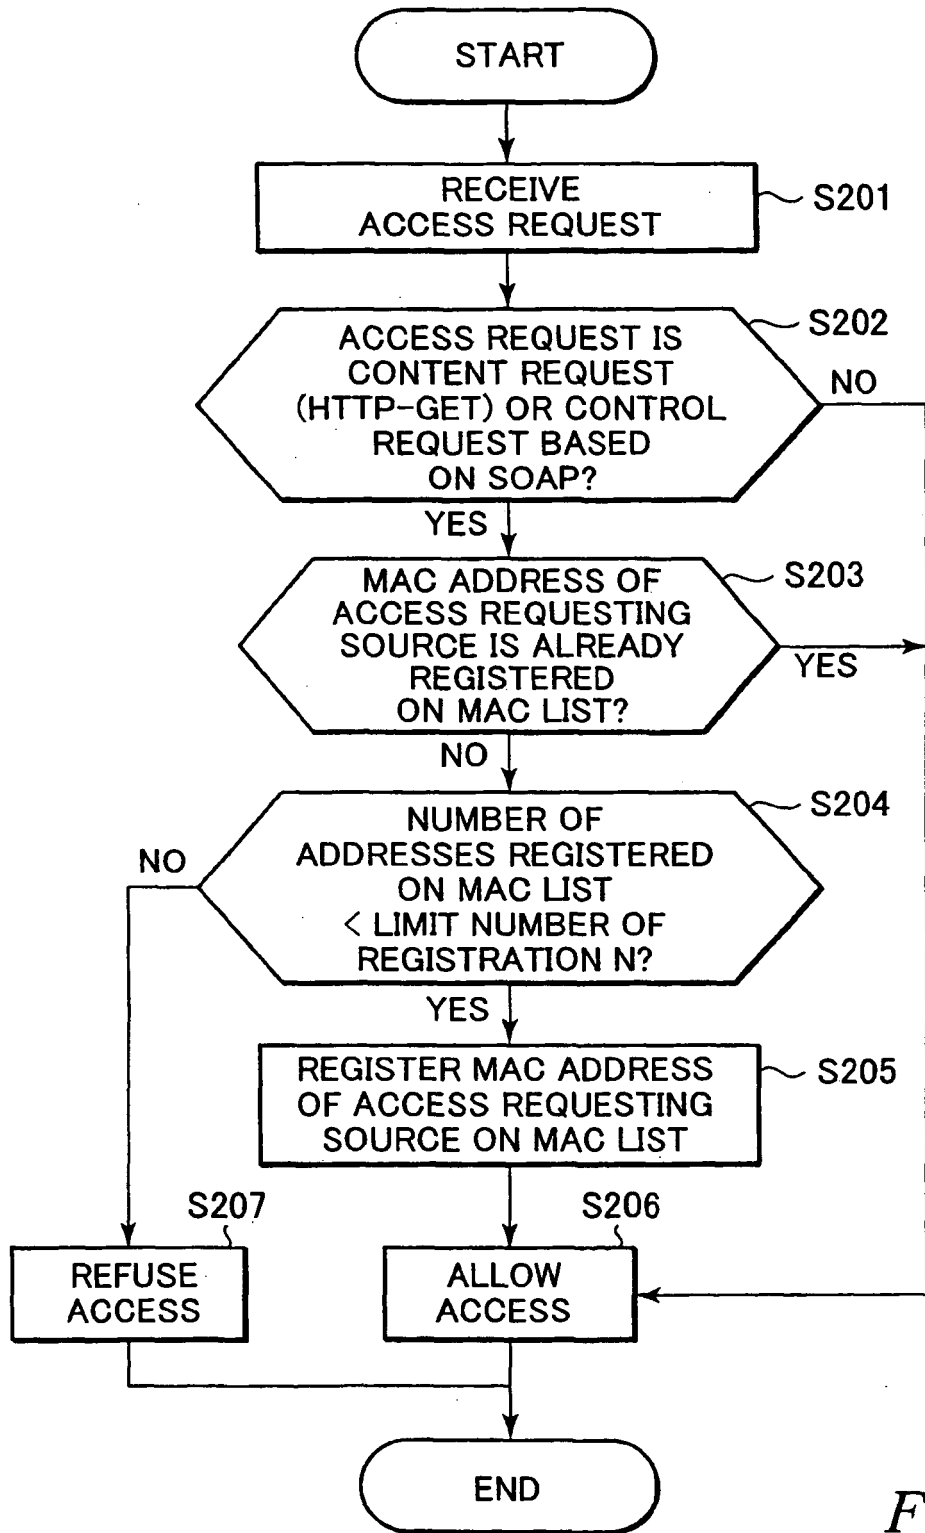 START
RECEIVE
ACCESS REQUEST
S201
ACCESS REQUEST IS
CONTENT REQUEST
(HTTP-GET) OR CONTROL
REQUEST BASED
ON SOAP?
S202
NO
YES
MAC ADDRESS OF
ACCESS REQUESTING
SOURCE IS ALREADY
REGISTERED
ON MAC LIST?
S203
YES
NO
NUMBER OF
ADDRESSES REGISTERED
ON MAC LIST
< LIMIT NUMBER OF
REGISTRATION N?
S204
NO
YES
REGISTER MAC ADDRESS
OF ACCESS REQUESTING
SOURCE ON MAC LIST
S205
S207
REFUSE
ACCESS
S206
ALLOW
ACCESS
END
F